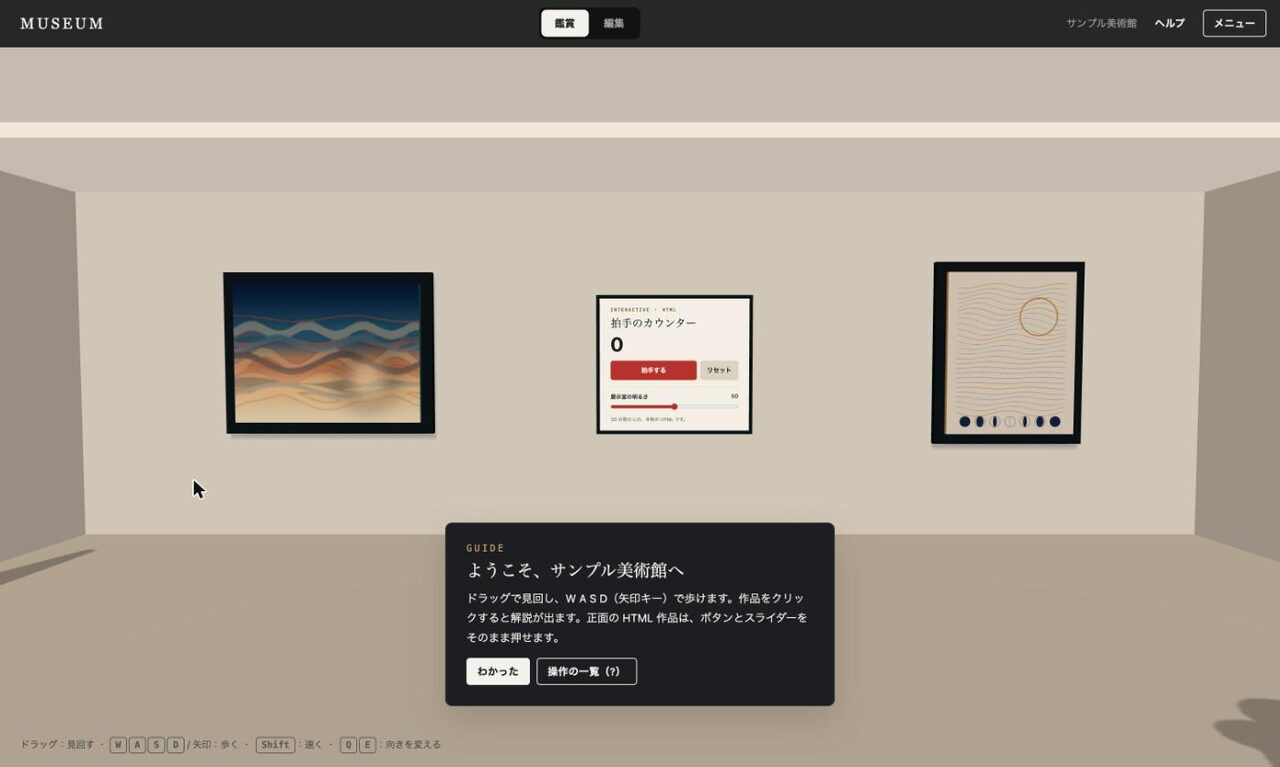 MUSEUM
鑑賞
編集
サンプル美術館
ヘルプ
メニュー
INTERACTIVE · HTML
拍手のカウンター
0
拍手する
リセット
展示室の明るさ
50
GUIDE
ようこそ、サンプル美術館へ
ドラッグで見回し、W A S D（矢印キー）で歩けます。作品をクリッ
クすると解説が出ます。正面の HTML 作品は、ボタンとスライダーを
そのまま押せます。
わかった
操作の一覧（?）
ドラッグ：見回す · W A S D / 矢印：歩く · Shift：速く · Q E：向きを変える